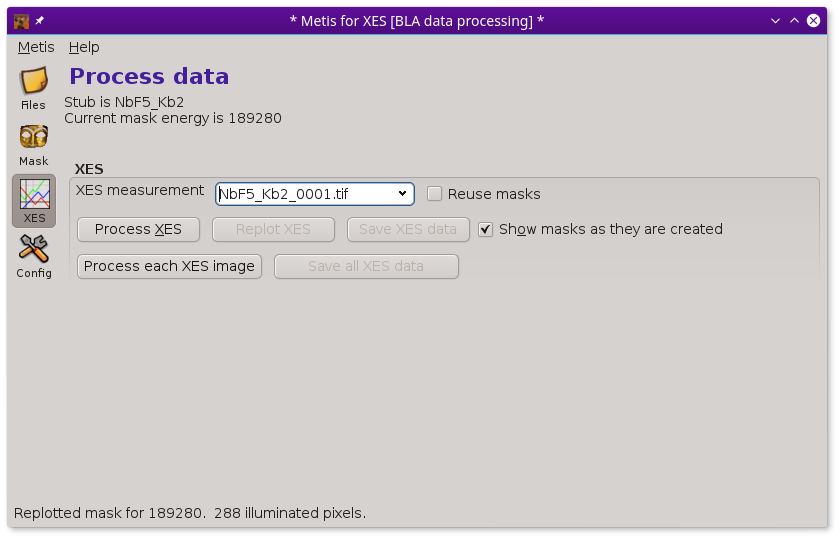 * Metis for XES [BLA data processing] *
Metis Help
Files
Mask
XES
Config
Process data
Stub is NbF5_Kb2
Current mask energy is 189280
XES
XES measurement NbF5_Kb2_0001.tif Reuse masks
Process XES Replot XES Save XES data Show masks as they are created
Process each XES image Save all XES data
Replotted mask for 189280. 288 illuminated pixels.